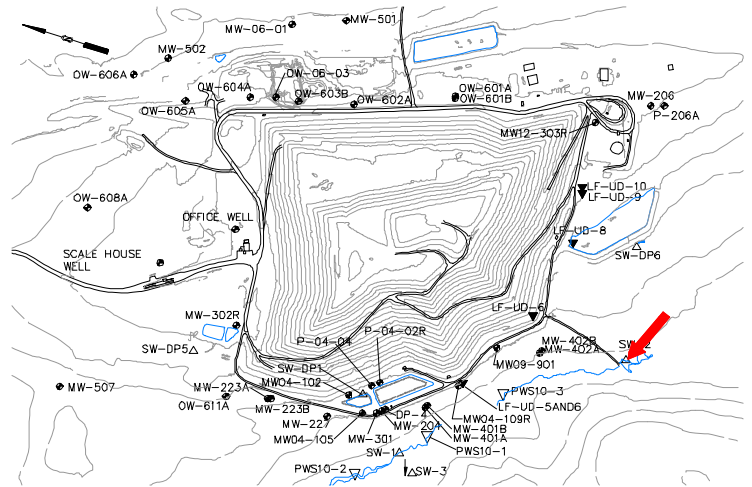 MW-06-01
MW-501
MW-502
OW-606A
OW-604A
OW-06-03
OW-603B
OW-605A
OW-602A
OW-601A
OW-601B
MW-206
P-206A
MW12-303R
LF-UD-10
LF-UD-9
OW-608A
OFFICE WELL
LF-UD-8
SW-DP6
SCALE HOUSE
WELL
LF-UD-6
MW-302R
P-04-04
P-04-02R
MW-402B
MW-402A
SW-DP5
SW-DP1
MW09-901
MW-507
MW-223A
MW04-102
PWS10-3
OW-611A
MW-223B
LF-UD-5AND6
MW-227
DP-4
MW04-109R
MW04-105
MW-204
MW-301
MW-401B
MW-401A
SW-1
PWS10-1
PWS10-2
SW-3